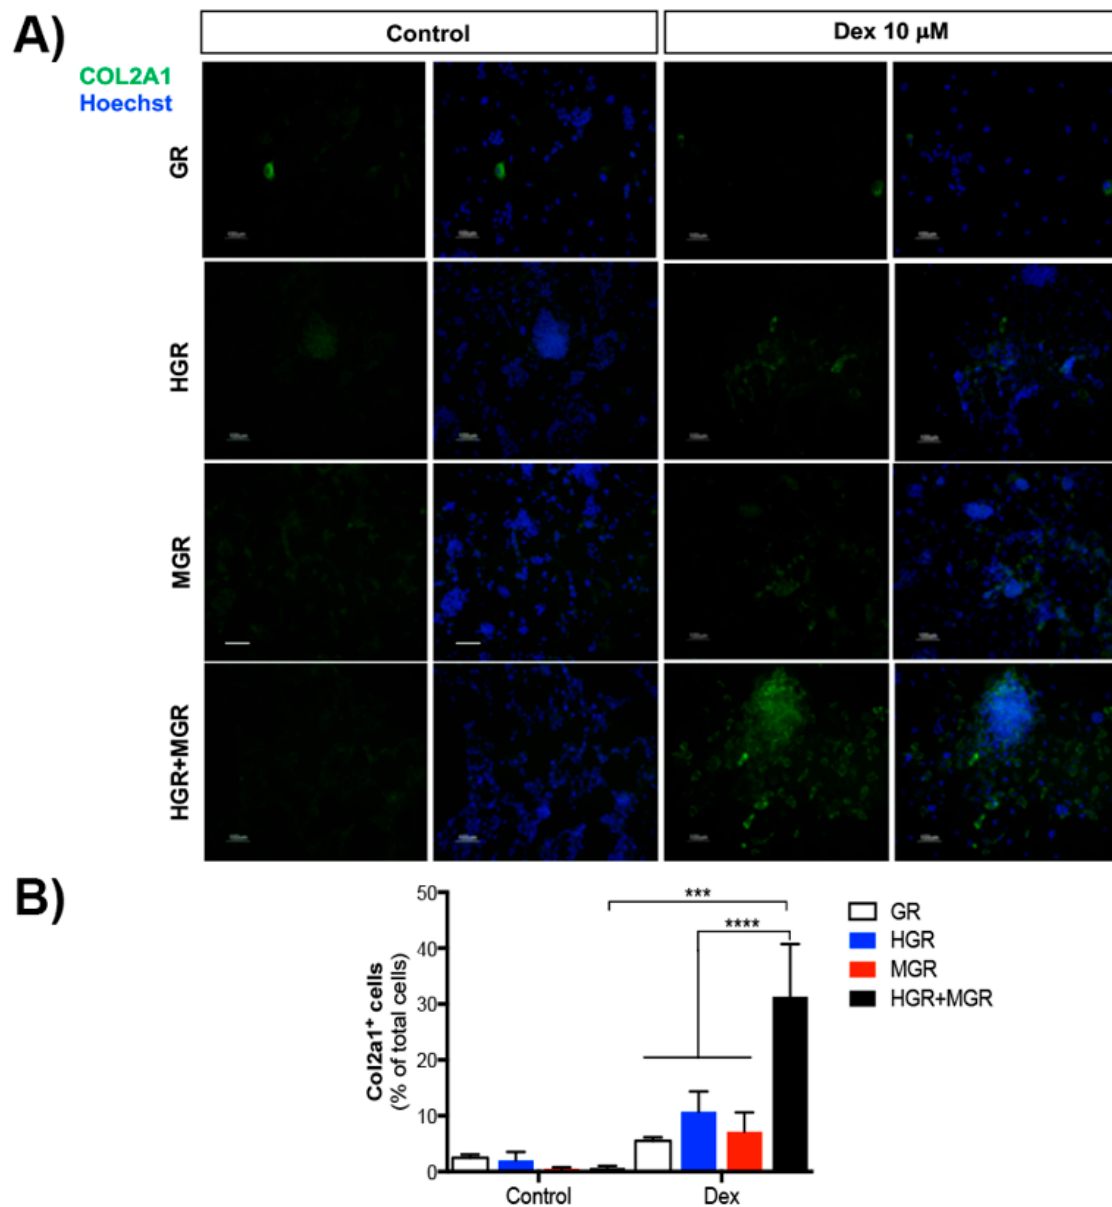 A)
Control
Dex 10 µM
COL2A1
Hoechst
GR
HGR
MGR
HGR+MGR
B)
Col2a1⁺ cells
(% of total cells)
50
40
30
20
10
0
***
****
Control
Dex
GR
HGR
MGR
HGR+MGR